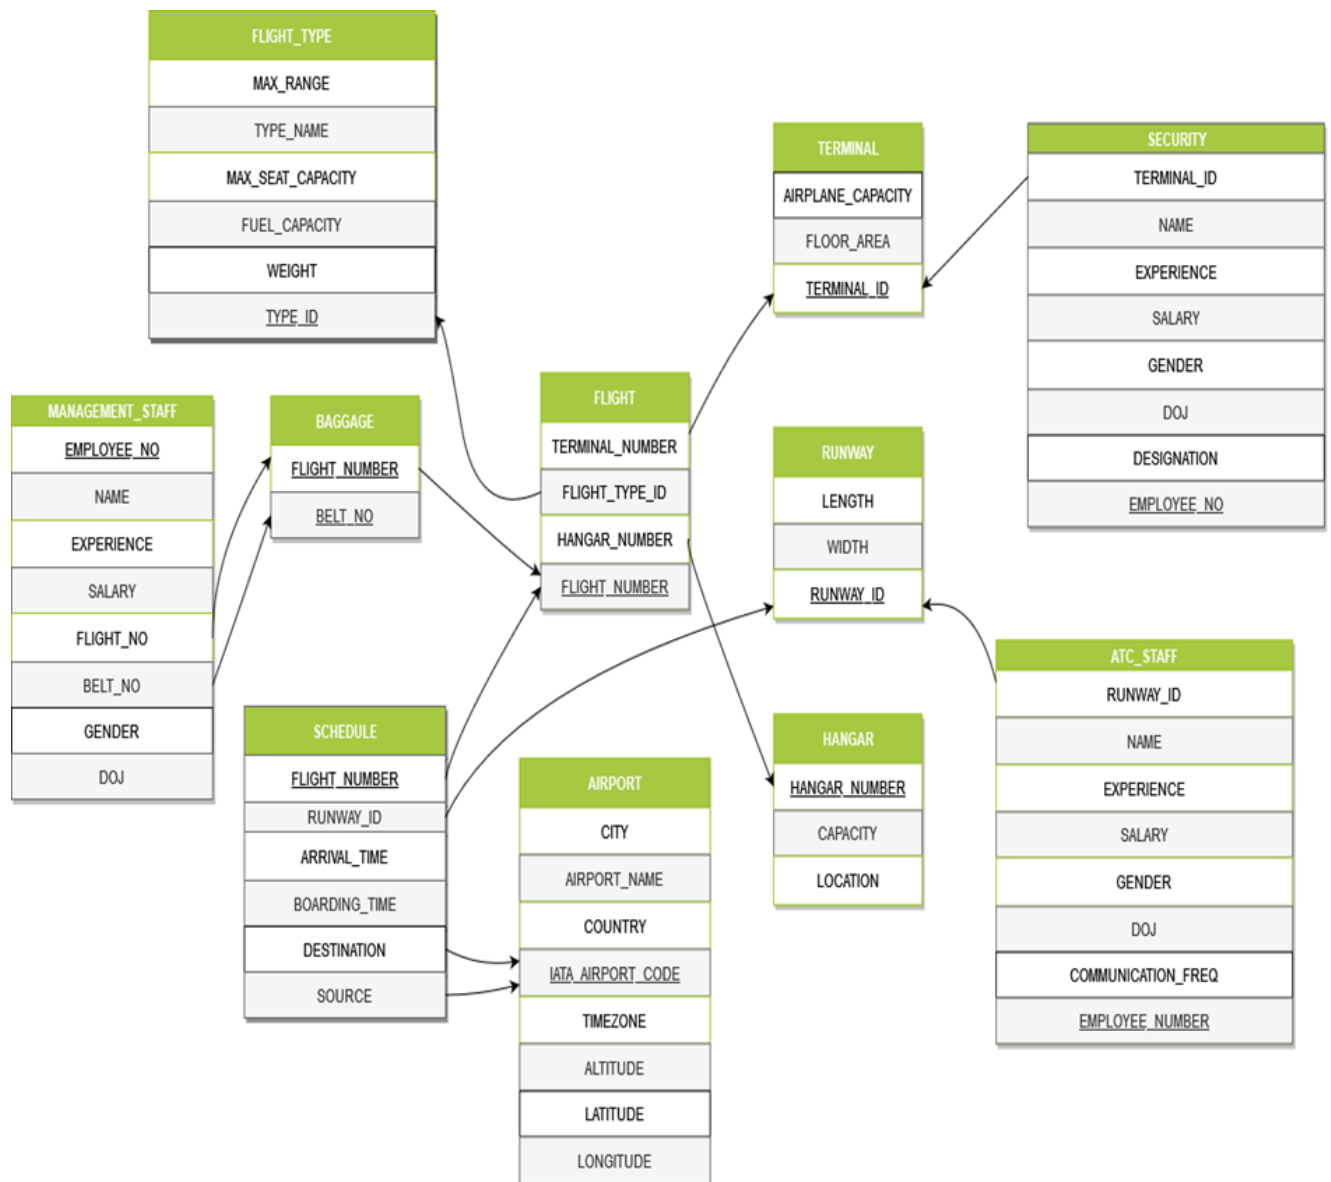 FLIGHT_TYPE
MAX_RANGE
TYPE_NAME
MAX_SEAT_CAPACITY
FUEL_CAPACITY
WEIGHT
TYPE_ID
TERMINAL
AIRPLANE_CAPACITY
FLOOR_AREA
TERMINAL_ID
SECURITY
TERMINAL_ID
NAME
EXPERIENCE
SALARY
GENDER
DOJ
DESIGNATION
EMPLOYEE_NO
MANAGEMENT_STAFF
EMPLOYEE_NO
NAME
EXPERIENCE
SALARY
FLIGHT_NO
BELT_NO
GENDER
DOJ
BAGGAGE
FLIGHT_NUMBER
BELT_NO
FLIGHT
TERMINAL_NUMBER
FLIGHT_TYPE_ID
HANGAR_NUMBER
FLIGHT_NUMBER
RUNWAY
LENGTH
WIDTH
RUNWAY_ID
SCHEDULE
FLIGHT_NUMBER
RUNWAY_ID
ARRIVAL_TIME
BOARDING_TIME
DESTINATION
SOURCE
AIRPORT
CITY
AIRPORT_NAME
COUNTRY
IATA_AIRPORT_CODE
TIMEZONE
ALTITUDE
LATITUDE
LONGITUDE
HANGAR
HANGAR_NUMBER
CAPACITY
LOCATION
ATC_STAFF
RUNWAY_ID
NAME
EXPERIENCE
SALARY
GENDER
DOJ
COMMUNICATION_FREQ
EMPLOYEE_NUMBER